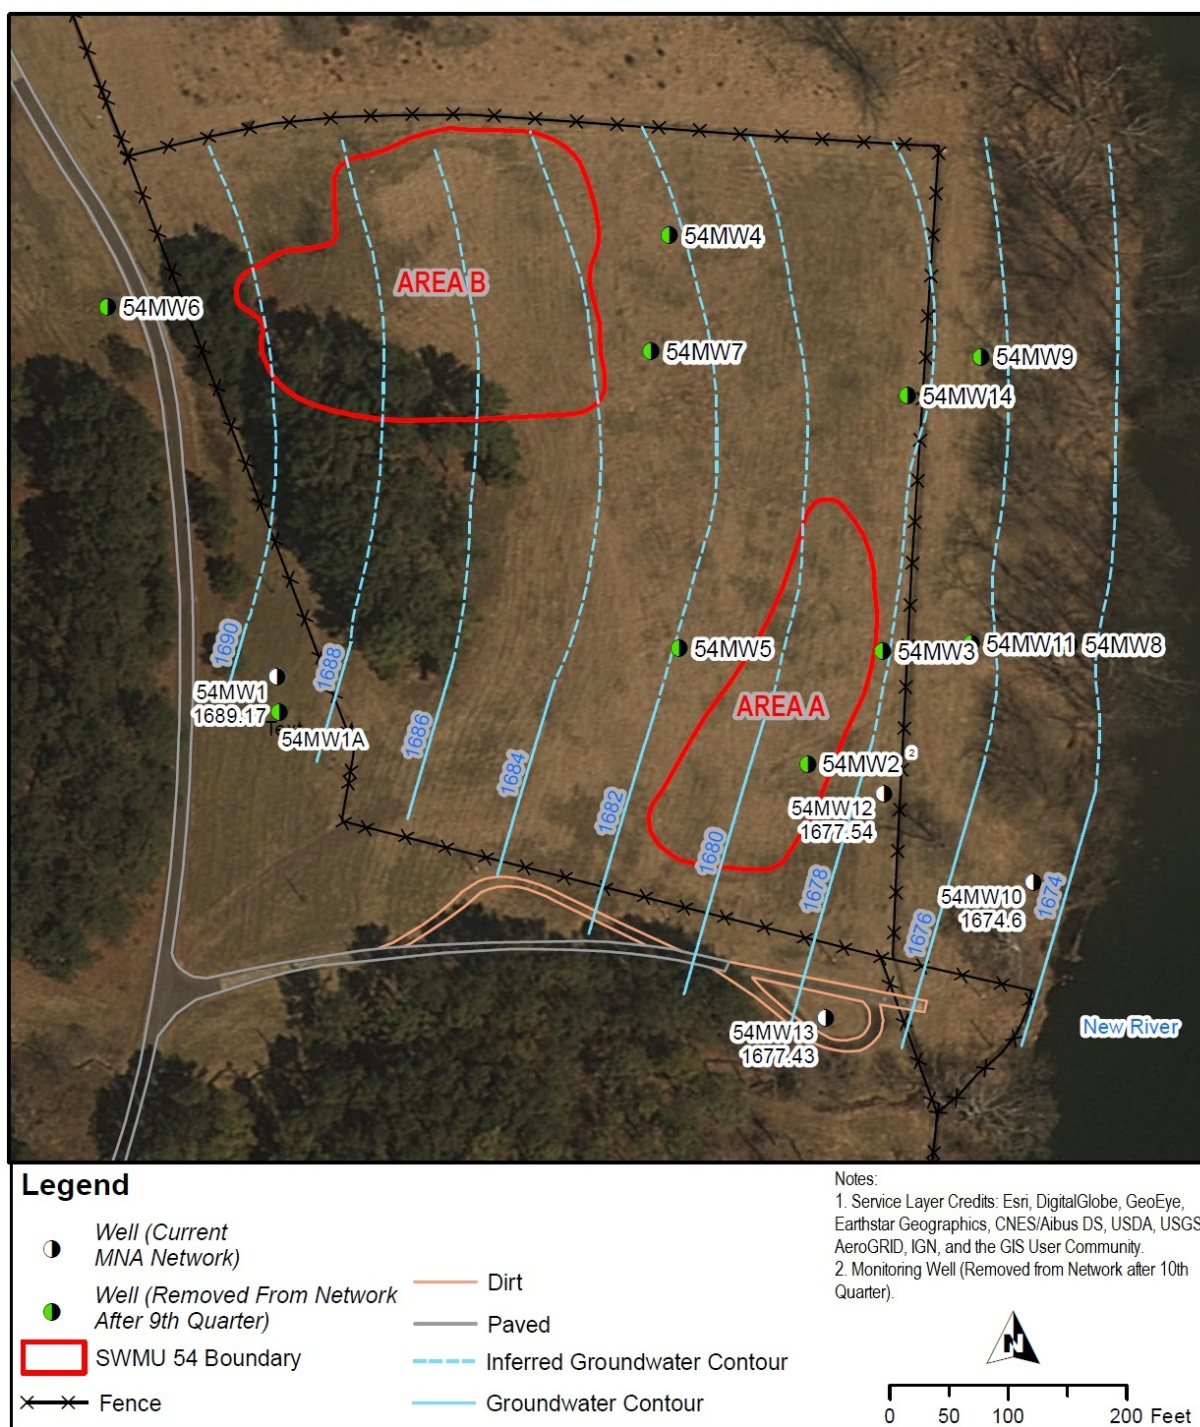 AREA B
54MW4
54MW6
54MW7
54MW9
54MW14
1690
1688
54MW5
54MW3
54MW11
54MW8
54MW1
1689.17
Text
54MW1A
1686
1684
1682
AREA A
54MW2 2
54MW12
1677.54
1680
1678
1676
54MW10
1674.6
1674
54MW13
1677.43
New River
Legend
Well (Current
MNA Network)
Well (Removed From Network
After 9th Quarter)
SWMU 54 Boundary
Fence
Dirt
Paved
Inferred Groundwater Contour
Groundwater Contour
Notes:
1. Service Layer Credits: Esri, DigitalGlobe, GeoEye,
Earthstar Geographics, CNES/Aibus DS, USDA, USGS
AeroGRID, IGN, and the GIS User Community.
2. Monitoring Well (Removed from Network after 10th
Quarter).
N
0 50 100 200 Feet